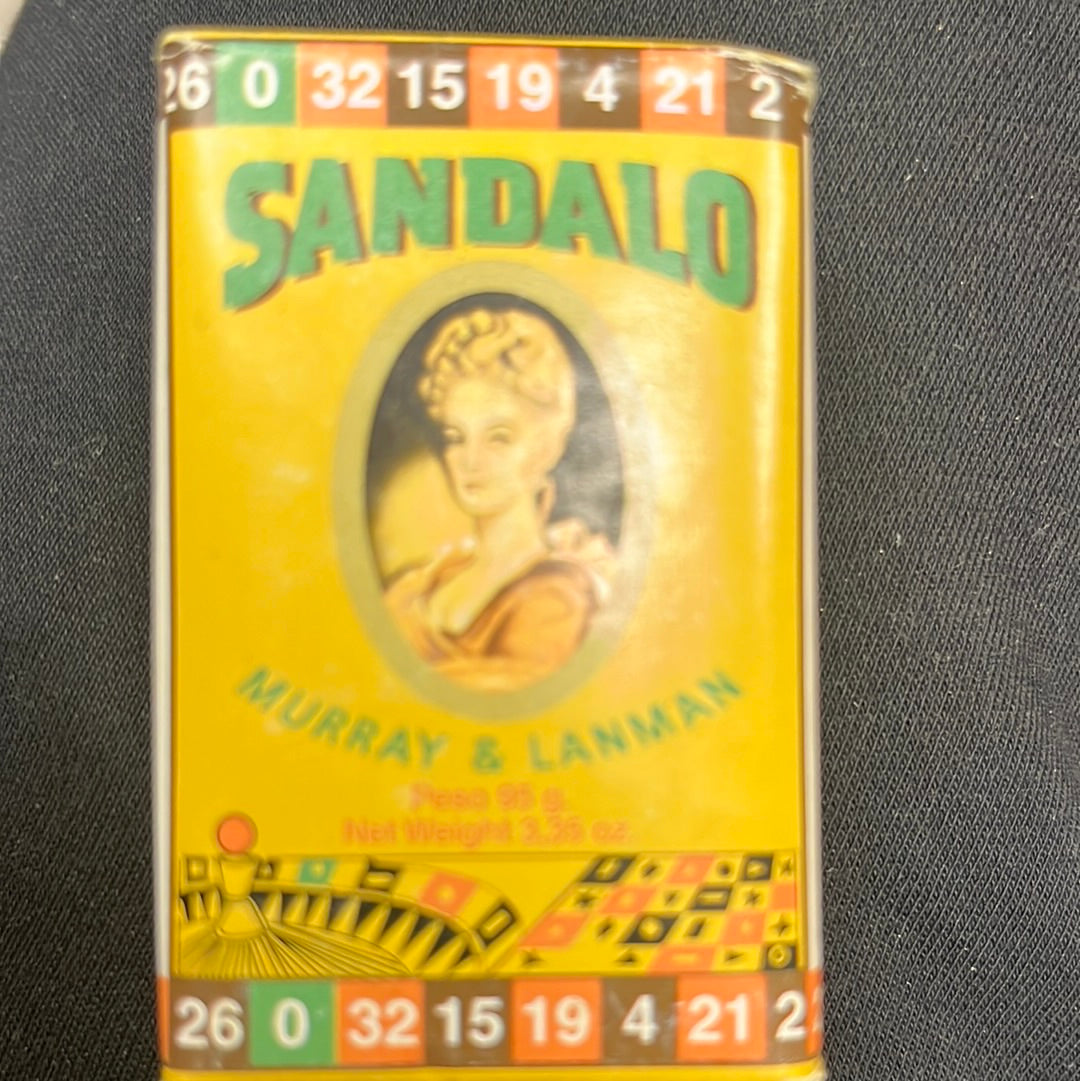 26 0 32 15 19 4 21 2
SANDALO
MURRAY & LANMAN
Peso 95 g.
Net Weight 3.35 oz.
26 0 32 15 19 4 21 2